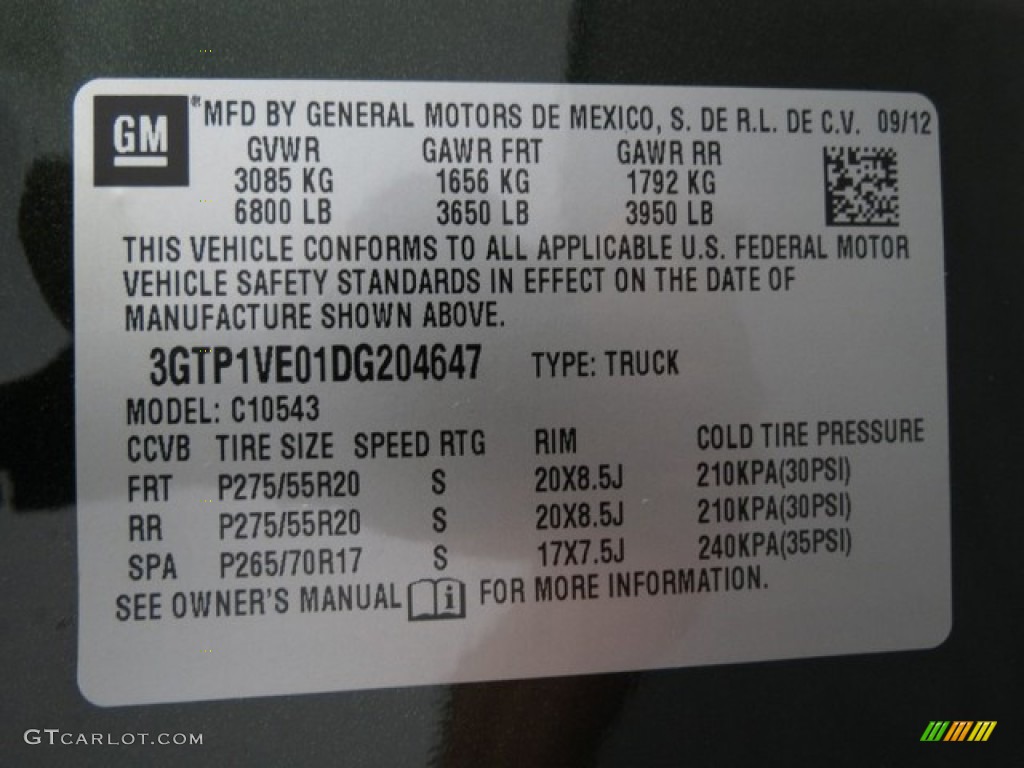 GM ® MFD BY GENERAL MOTORS DE MEXICO, S. DE R.L. DE C.V. 09/12
GVWR GAWR FRT GAWR RR
3085 KG 1656 KG 1792 KG
6800 LB 3650 LB 3950 LB
THIS VEHICLE CONFORMS TO ALL APPLICABLE U.S. FEDERAL MOTOR
VEHICLE SAFETY STANDARDS IN EFFECT ON THE DATE OF
MANUFACTURE SHOWN ABOVE.
3GTP1VE01DG204647 TYPE: TRUCK
MODEL: C10543
CCVB TIRE SIZE SPEED RTG RIM COLD TIRE PRESSURE
FRT P275/55R20 S 20X8.5J 210KPA(30PSI)
RR P275/55R20 S 20X8.5J 210KPA(30PSI)
SPA P265/70R17 S 17X7.5J 240KPA(35PSI)
SEE OWNER'S MANUAL i FOR MORE INFORMATION.
GTCARLOT.COM